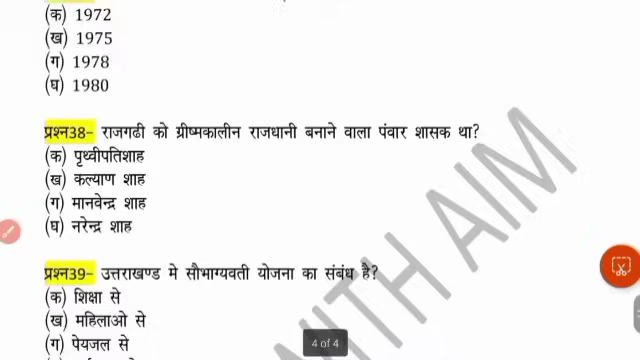 (क) 1972
(ख) 1975
(ग) 1978
(घ) 1980
प्रश्न38- राजगढी को ग्रीष्मकालीन राजधानी बनाने वाला पंवार शासक था?
(क) पृथ्वीपतिशाह
(ख) कल्याण शाह
(ग) मानवेन्द्र शाह
(घ) नरेन्द्र शाह
प्रश्न39- उत्तराखण्ड मे सौभाग्यवती योजना का संबंध है?
(क) शिक्षा से
(ख) महिलाओ से
(ग) पेयजल से
4 of 4
WITH AIM